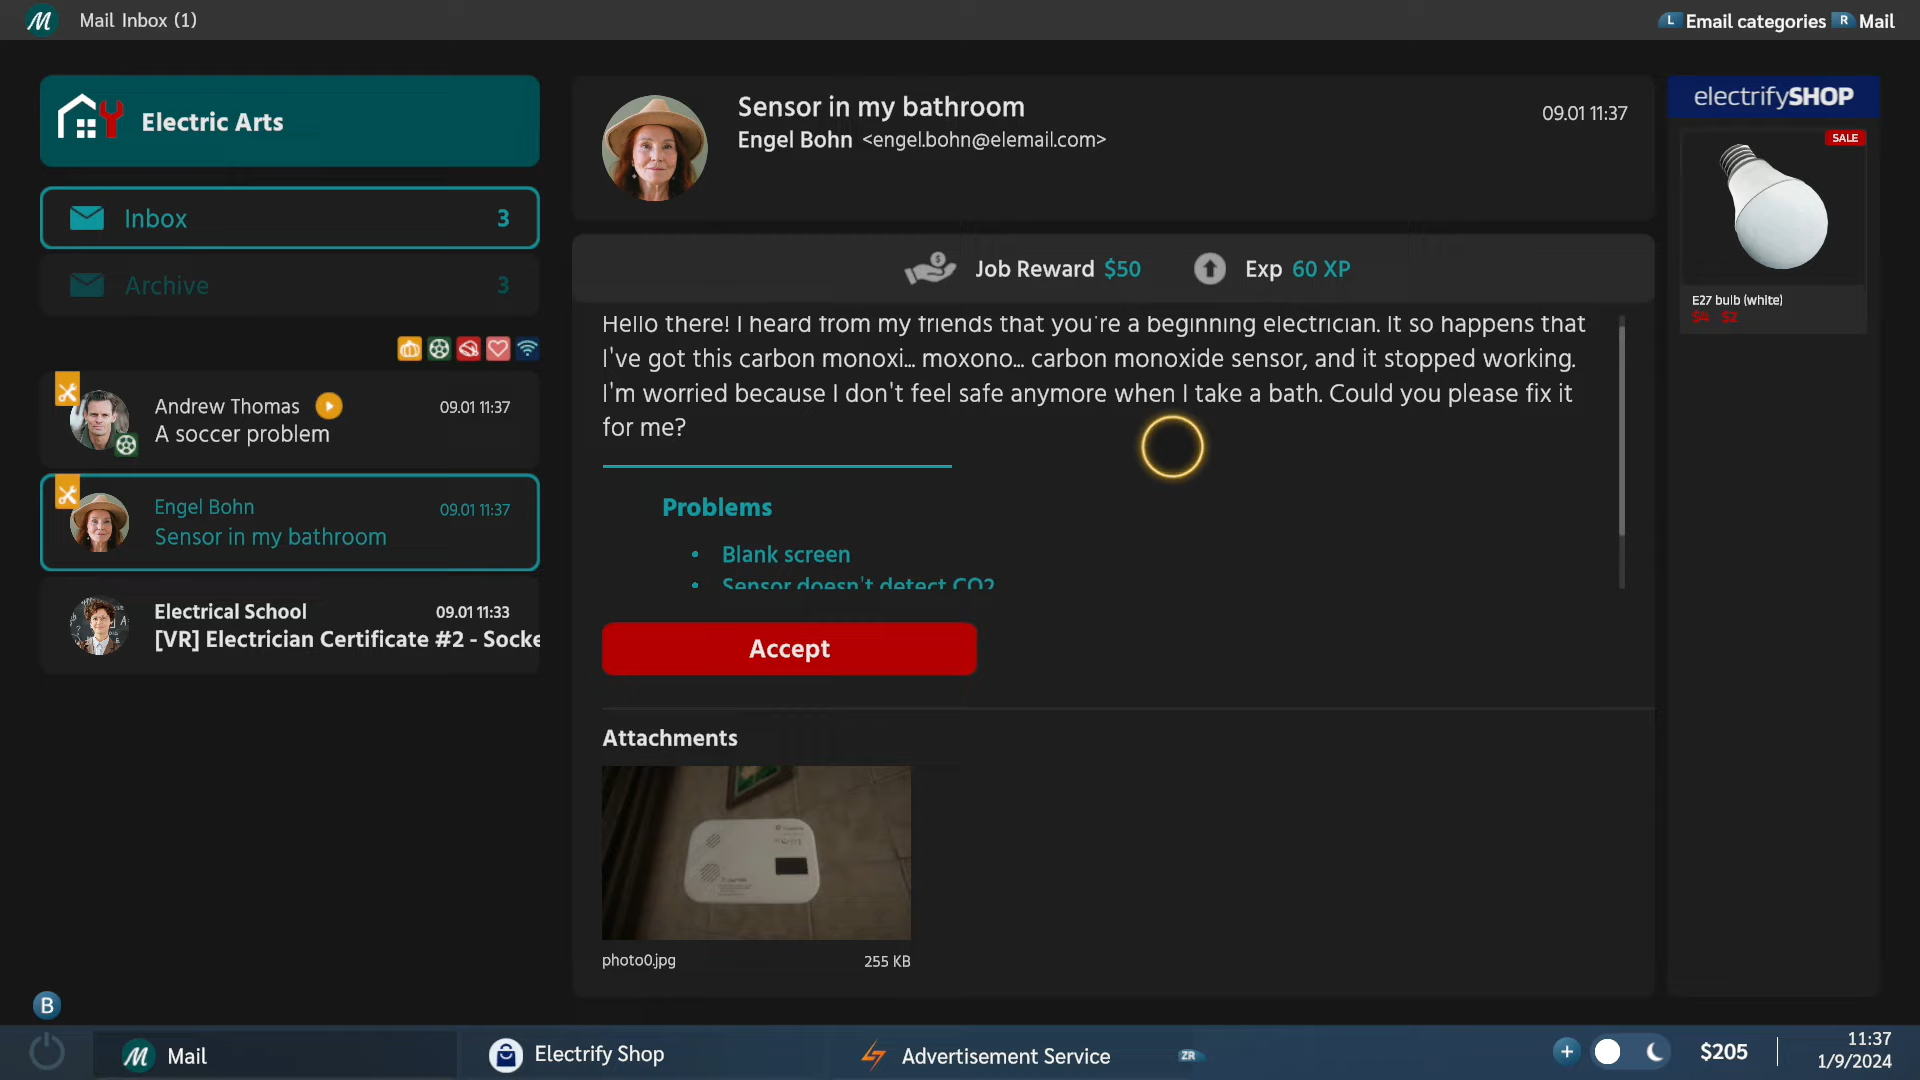 Mail Inbox (1)
L Email categories R Mail
Electric Arts
Inbox 3
Archive 3
Andrew Thomas 09.01 11:37
A soccer problem
Engel Bohn 09.01 11:37
Sensor in my bathroom
Electrical School 09.01 11:33
[VR] Electrician Certificate #2 - Socke
Sensor in my bathroom
Engel Bohn <engel.bohn@elemail.com>
09.01 11:37
Job Reward $50 Exp 60 XP
Hello there! I heard from my friends that you're a beginning electrician. It so happens that
I've got this carbon monoxi... moxono... carbon monoxide sensor, and it stopped working.
I'm worried because I don't feel safe anymore when I take a bath. Could you please fix it
for me?
Problems
• Blank screen
• Sensor doesn't detect CO2
Accept
Attachments
photo0.jpg 255 KB
electrifySHOP
SALE
E27 bulb (white)
$4 $2
B
Mail
Electrify Shop
Advertisement Service
ZR
$205
11:37
1/9/2024